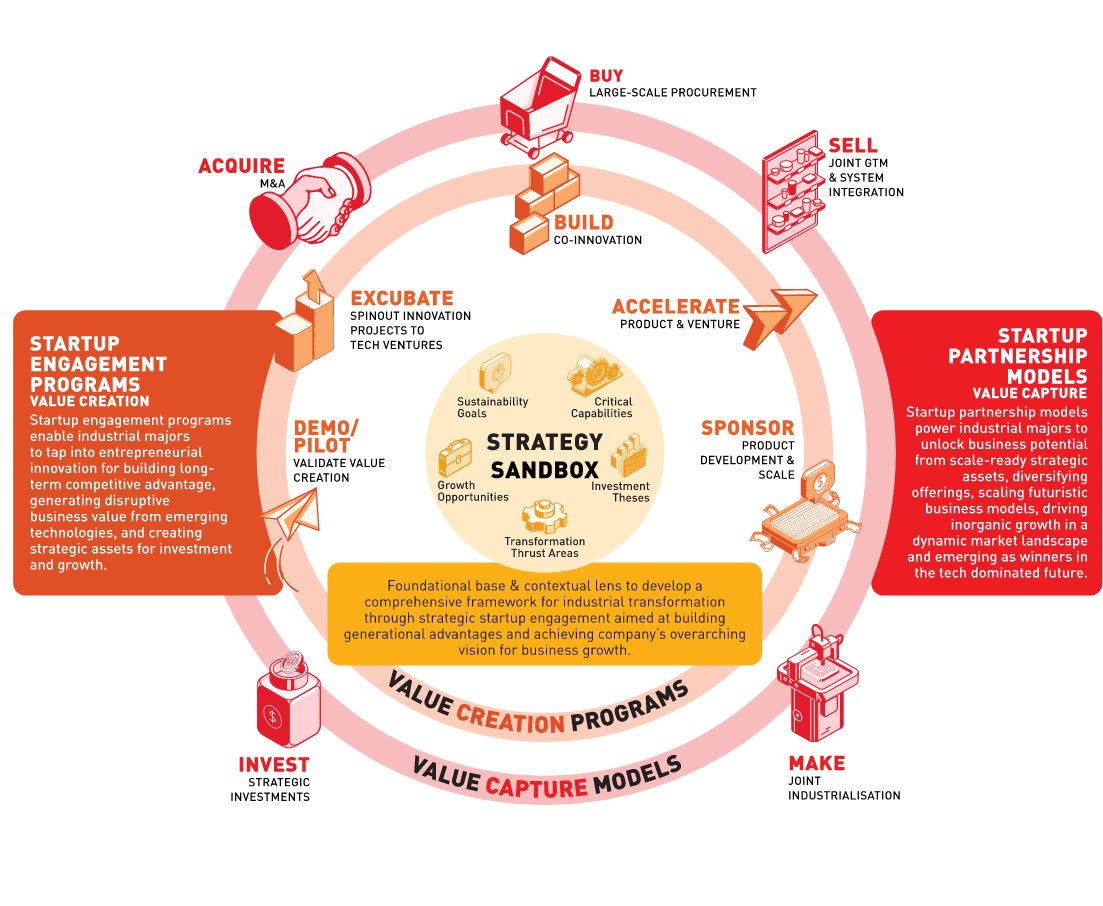 BUY
LARGE-SCALE PROCUREMENT
SELL
JOINT GTM
& SYSTEM
INTEGRATION
ACQUIRE
M&A
BUILD
CO-INNOVATION
EXCUBATE
SPINOUT INNOVATION
PROJECTS TO
TECH VENTURES
ACCELERATE
PRODUCT & VENTURE
STARTUP
ENGAGEMENT
PROGRAMS
VALUE CREATION
Startup engagement programs
enable industrial majors
to tap into entrepreneurial
innovation for building long-
term competitive advantage,
generating disruptive
business value from emerging
technologies, and creating
strategic assets for investment
and growth.
STARTUP
PARTNERSHIP
MODELS
VALUE CAPTURE
Startup partnership models
power industrial majors to
unlock business potential
from scale-ready strategic
assets, diversifying
offerings, scaling futuristic
business models, driving
inorganic growth in a
dynamic market landscape
and emerging as winners in
the tech dominated future.
DEMO/
PILOT
VALIDATE VALUE
CREATION
SPONSOR
PRODUCT
DEVELOPMENT &
SCALE
Sustainability
Goals
Critical
Capabilities
STRATEGY
SANDBOX
Growth
Opportunities
Investment
Theses
Transformation
Thrust Areas
Foundational base & contextual lens to develop a
comprehensive framework for industrial transformation
through strategic startup engagement aimed at building
generational advantages and achieving company's overarching
vision for business growth.
VALUE CREATION PROGRAMS
VALUE CAPTURE MODELS
INVEST
STRATEGIC
INVESTMENTS
MAKE
JOINT
INDUSTRIALISATION
$
$